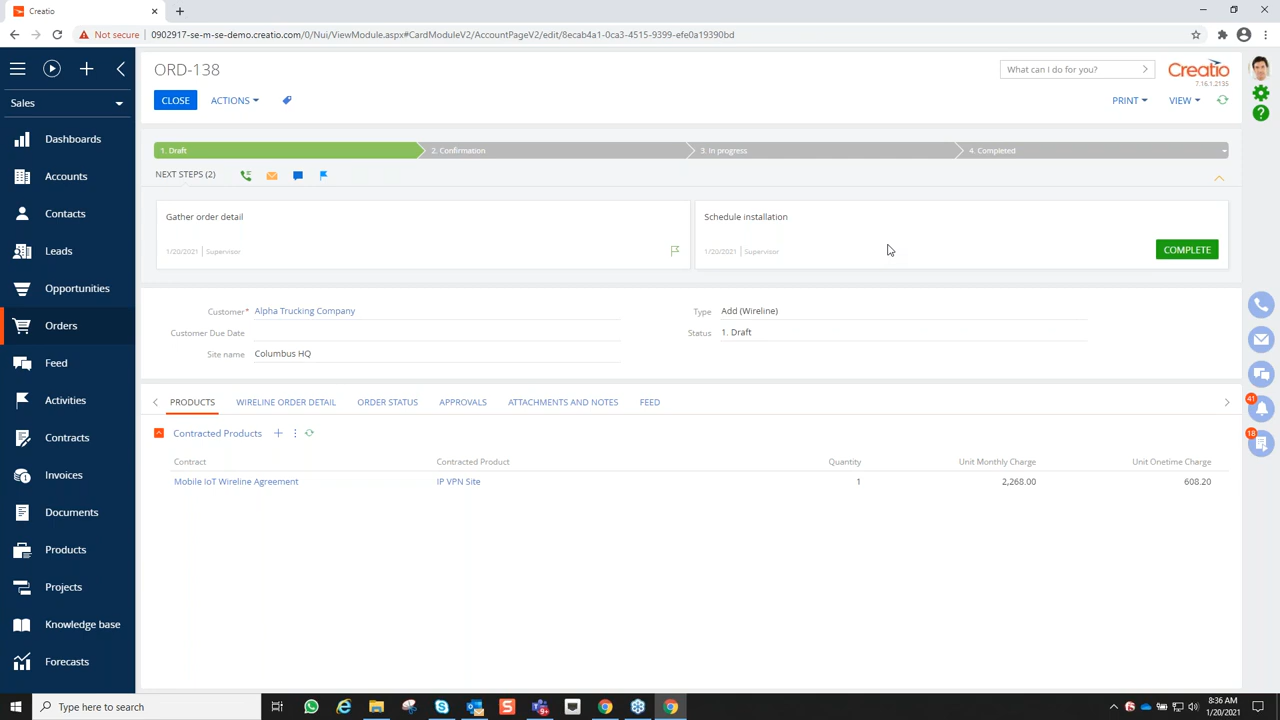 Creatio
Not secure
0902917-se-m-se-demo.creatio.com/0/Nui/ViewModule.aspx#CardModuleV2/AccountPageV2/edit/8ecab4a1-0ca3-4515-9399-efe0a19390bd
ORD-138
What can I do for you?
Creatio
7.16.1.2135
CLOSE
ACTIONS
PRINT
VIEW
Sales
Dashboards
Accounts
Contacts
Leads
Opportunities
Orders
Feed
Activities
Contracts
Invoices
Documents
Products
Projects
Knowledge base
Forecasts
1. Draft
2. Confirmation
3. In progress
4. Completed
NEXT STEPS (2)
Gather order detail
1/20/2021 | Supervisor
Schedule installation
1/20/2021 | Supervisor
COMPLETE
Customer* Alpha Trucking Company
Type Add (Wireline)
Customer Due Date
Status 1. Draft
Site name Columbus HQ
PRODUCTS WIRELINE ORDER DETAIL ORDER STATUS APPROVALS ATTACHMENTS AND NOTES FEED
Contracted Products
Contract Contracted Product Quantity Unit Monthly Charge Unit Onetime Charge
Mobile IoT Wireline Agreement IP VPN Site 1 2,268.00 608.20
41
18
Type here to search
8:36 AM
1/20/2021